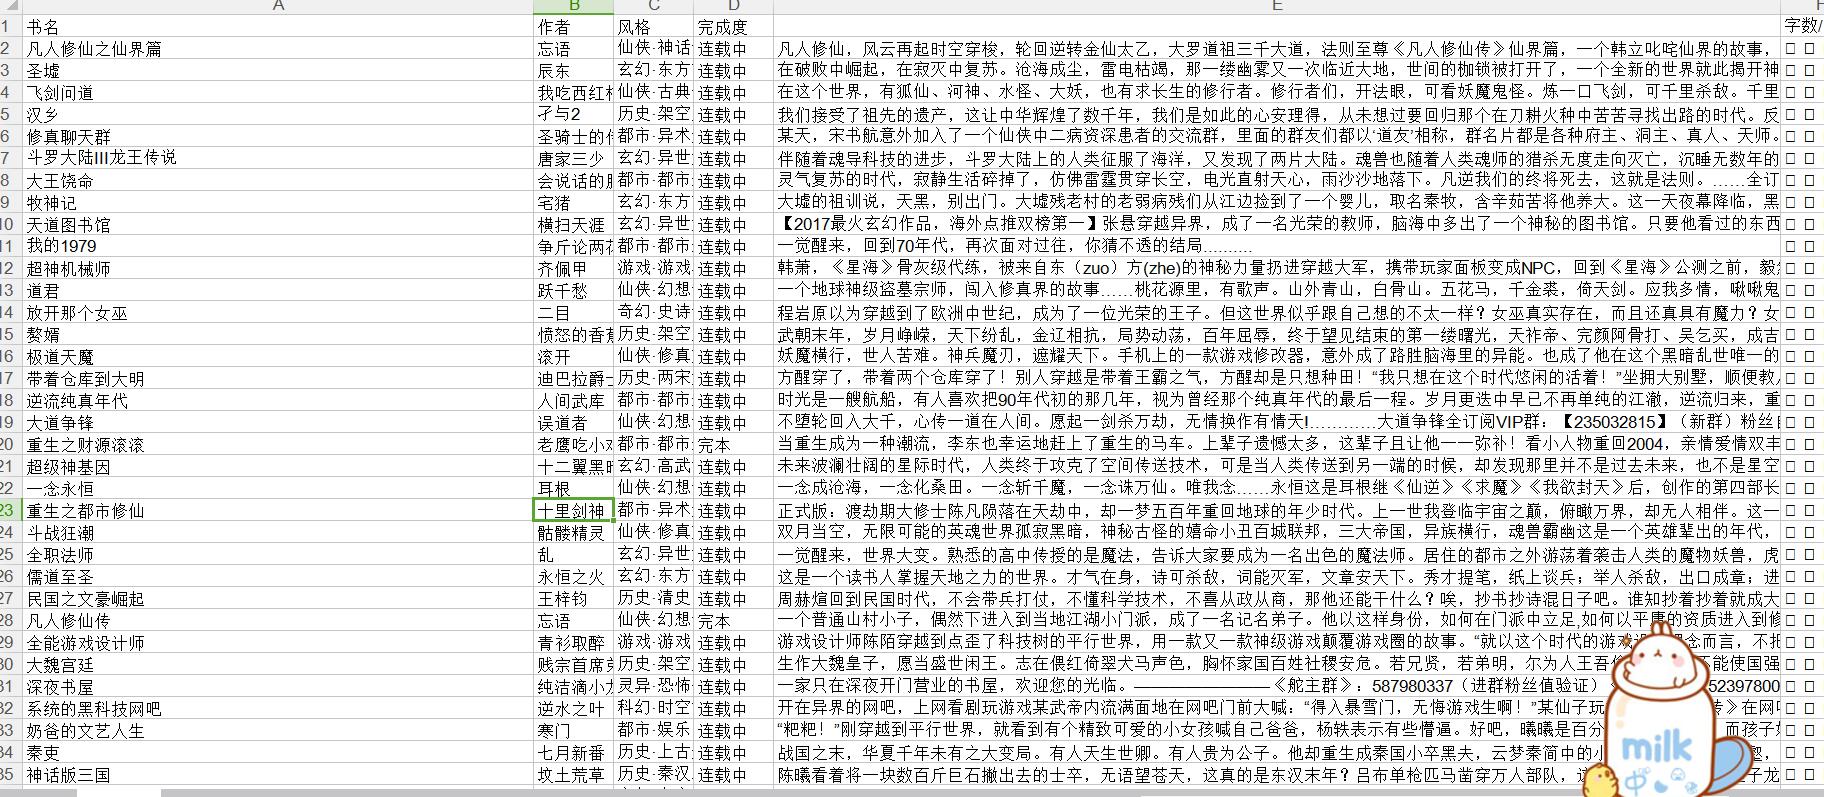 A B C D E
1 书名 作者 风格 完成度 字数/
2 凡人修仙之仙界篇 忘语 仙侠·神话 连载中 凡人修仙，风云再起时空穿梭，轮回逆转金仙太乙，大罗道祖三千大道，法则至尊《凡人修仙传》仙界篇，一个韩立叱咤仙界的故事，
3 圣墟 辰东 玄幻·东方 连载中 在破败中崛起，在寂灭中复苏。沧海成尘，雷电枯竭，那一缕幽雾又一次临近大地，世间的枷锁被打开了，一个全新的世界就此揭开神
4 飞剑问道 我吃西红柿 仙侠·古典 连载中 在这个世界，有狐仙、河神、水怪、大妖，也有求长生的修行者。修行者们，开法眼，可看妖魔鬼怪。炼一口飞剑，可千里杀敌。千里
5 汉乡 孑与2 历史·架空 连载中 我们接受了祖先的遗产，这让中华辉煌了数千年，我们是如此的心安理得，从未想过要回归那个在刀耕火种中苦苦寻找出路的时代。反
6 修真聊天群 圣骑士的 都市·异术 连载中 某天，宋书航意外加入了一个仙侠中二病资深患者的交流群，里面的群友们都以‘道友’相称，群名片都是各种府主、洞主、真人、天师。
7 斗罗大陆III龙王传说 唐家三少 玄幻·异世 连载中 伴随着魂导科技的进步，斗罗大陆上的人类征服了海洋，又发现了两片大陆。魂兽也随着人类魂师的猎杀无度走向灭亡，沉睡无数年的
8 大王饶命 会说话的 都市·都市 连载中 灵气复苏的时代，寂静生活碎掉了，仿佛雷霆贯穿长空，电光直射天心，雨沙沙地落下。凡逆我们的终将死去，这就是法则。……全订
9 牧神记 宅猪 玄幻·东方 连载中 大墟的祖训说，天黑，别出门。大墟残老村的老弱病残们从江边捡到了一个婴儿，取名秦牧，含辛茹苦将他养大。这一天夜幕降临，黑
10 天道图书馆 横扫天涯 玄幻·异世 连载中 【2017最火玄幻作品，海外点推双榜第一】张悬穿越异界，成了一名光荣的教师，脑海中多出了一个神秘的图书馆。只要他看过的东西
11 我的1979 争斤论两 都市·都市 连载中 一觉醒来，回到70年代，再次面对过往，你猜不透的结局………
12 超神机械师 齐佩甲 游戏·游戏 连载中 韩萧，《星海》骨灰级代练，被来自东（zuo）方(zhe)的神秘力量扔进穿越大军，携带玩家面板变成NPC，回到《星海》公测之前，毅
13 道君 跃千愁 仙侠·幻想 连载中 一个地球神级盗墓宗师，闯入修真界的故事……桃花源里，有歌声。山外青山，白骨山。五花马，千金裘，倚天剑。应我多情，啾啾鬼
14 放开那个女巫 二目 奇幻·史诗 连载中 程岩原以为穿越到了欧洲中世纪，成为了一位光荣的王子。但这世界似乎跟自己想的不太一样？女巫真实存在，而且还真具有魔力？女
15 赘婿 愤怒的香 历史·架空 连载中 武朝末年，岁月峥嵘，天下纷乱，金辽相抗，局势动荡，百年屈辱，终于望见结束的第一缕曙光，天祚帝、完颜阿骨打、吴乞买，成吉
16 极道天魔 滚开 仙侠·修真 连载中 妖魔横行，世人苦难。神兵魔刃，遮耀天下。手机上的一款游戏修改器，意外成了路胜脑海里的异能。也成了他在这个黑暗乱世唯一的
17 带着仓库到大明 迪巴拉爵士 历史·两宋 连载中 方醒穿了，带着两个仓库穿了！别人穿越是带着王霸之气，方醒却是只想种田！“我只想在这个时代悠闲的活着！”坐拥大别墅，顺便教
18 逆流纯真年代 人间武库 都市·都市 连载中 时光是一艘航船，有人喜欢把90年代初的那几年，视为曾经那个纯真年代的最后一程。岁月更迭中早已不再单纯的江澈，逆流归来，重
19 大道争锋 误道者 仙侠·幻想 连载中 不堕轮回入大千，心传一道在人间。愿起一剑杀万劫，无情换作有情天!…………大道争锋全订阅VIP群：【235032815】（新群）粉丝
20 重生之财源滚滚 老鹰吃小 都市·都市 完本 当重生成为一种潮流，李东也幸运地赶上了重生的马车。上辈子遗憾太多，这辈子且让他一一弥补！看小人物重回2004，亲情爱情双丰
21 超级神基因 十二翼黑 玄幻·高武 连载中 未来波澜壮阔的星际时代，人类终于攻克了空间传送技术，可是当人类传送到另一端的时候，却发现那里并不是过去未来，也不是星空
22 一念永恒 耳根 仙侠·幻想 连载中 一念成沧海，一念化桑田。一念斩千魔，一念诛万仙。唯我念……永恒这是耳根继《仙逆》《求魔》《我欲封天》后，创作的第四部长
23 重生之都市修仙 十里剑神 都市·异术 连载中 正式版：渡劫期大修士陈凡陨落在天劫中，却一梦五百年重回地球的年少时代。上一世我登临宇宙之巅，俯瞰万界，却无人相伴。这一
24 斗战狂潮 骷髅精灵 仙侠·修真 连载中 双月当空，无限可能的英魂世界孤寂黑暗，神秘古怪的嬉命小丑百城联邦，三大帝国，异族横行，魂兽霸幽这是一个英雄辈出的年代，
25 全职法师 乱 玄幻·异世 连载中 一觉醒来，世界大变。熟悉的高中传授的是魔法，告诉大家要成为一名出色的魔法师。居住的都市之外游荡着袭击人类的魔物妖兽，虎
26 儒道至圣 永恒之火 玄幻·东方 连载中 这是一个读书人掌握天地之力的世界。才气在身，诗可杀敌，词能灭军，文章安天下。秀才提笔，纸上谈兵；举人杀敌，出口成章；进
27 民国之文豪崛起 王梓钧 历史·清史 连载中 周赫煊回到民国时代，不会带兵打仗，不懂科学技术，不喜从政从商，那他还能干什么？唉，抄书抄诗混日子吧。谁知抄着抄着就成大
28 凡人修仙传 忘语 仙侠·幻想 完本 一个普通山村小子，偶然下进入到当地江湖小门派，成了一名记名弟子。他以这样身份，如何在门派中立足,如何以平庸的资质进入到修
29 全能游戏设计师 青衫取醉 游戏·游戏 连载中 游戏设计师陈陌穿越到点歪了科技树的平行世界，用一款又一款神级游戏颠覆游戏圈的故事。“就以这个时代的游戏 念而言，不
30 大魏宫廷 贱宗首席 历史·架空 连载中 生作大魏皇子，愿当盛世闲王。志在偎红倚翠犬马声色，胸怀家国百姓社稷安危。若兄贤，若弟明，尔为人王吾 能使国强
31 深夜书屋 纯洁滴小 灵异·恐怖 连载中 一家只在深夜开门营业的书屋，欢迎您的光临。————————《舵主群》：587980337（进群粉丝值验证） 52397800
32 系统的黑科技网吧 逆水之叶 科幻·时空 连载中 开在异界的网吧，上网看剧玩游戏某武帝内流满面地在网吧门前大喊：“得入暴雪门，无悔游戏生啊！”某仙子玩 》在网
33 奶爸的文艺人生 寒门 都市·娱乐 连载中 “粑粑！”刚穿越到平行世界，就看到有个精致可爱的小女孩喊自己爸爸，杨轶表示有些懵逼。好吧，曦曦是百分 而孩子
34 秦吏 七月新番 历史·上古 连载中 战国之末，华夏千年未有之大变局。有人天生世卿。有人贵为公子。他却重生成秦国小卒黑夫，云梦秦简中的小
35 神话版三国 坟土荒草 历史·秦汉 连载中 陈曦看着将一块数百斤巨石撇出去的士卒，无语望苍天，这真的是东汉末年？吕布单枪匹马凿穿万人部队， 子龙
milk
中